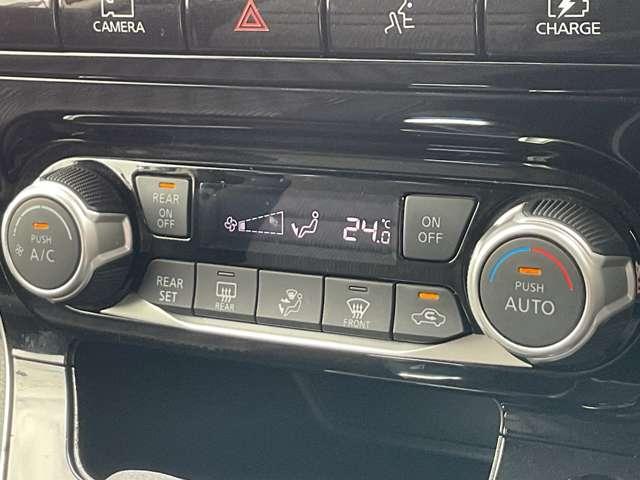 CAMERA
CHARGE
REAR
ON
OFF
24.0
°C
ON
OFF
PUSH
A/C
REAR
SET
REAR
FRONT
PUSH
AUTO